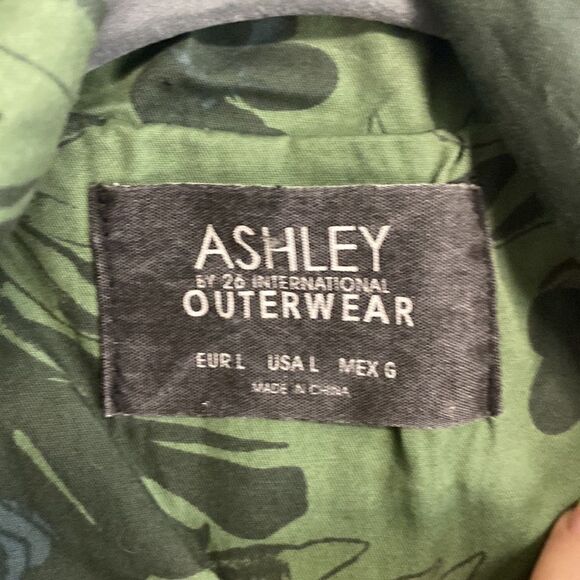 ASHLEY
BY 26 INTERNATIONAL
OUTERWEAR
EUR L USA L MEX G
MADE IN CHINA